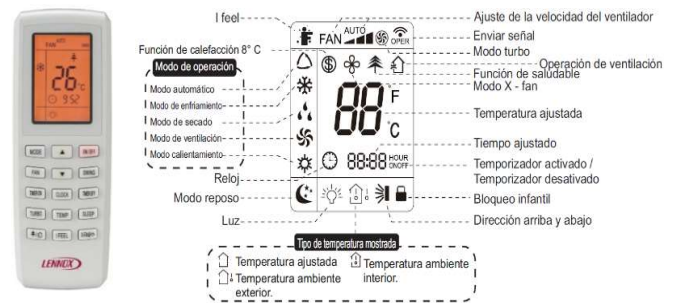 I feel
AUTO
FAN
OPER
Ajuste de la velocidad del ventilador
Enviar señal
Modo turbo
Operación de ventilación
Función de saludable
Modo X - fan
Función de calefacción 8° C
Modo de operación
Modo automático
Modo de enfriamiento
Modo de secado
Modo de ventilación
Modo calientamiento
88 F
°C
Temperatura ajustada
Tiempo ajustado
88:88 HOUR
ON/OFF
Temporizador activado /
Temporizador desativado
Reloj
Modo reposo
Luz
Bloqueo infantil
Dirección arriba y abajo
Tipo de temperatura mostrada
Temperatura ajustada
Temperatura ambiente
interior.
Temperatura ambiente
exterior.
AUTO
FAN
26
°C
9:52
MODE
ON/OFF
FAN
SWING
CLOCK
TURBO
TEMP
SLEEP
I FEEL
LENNOX